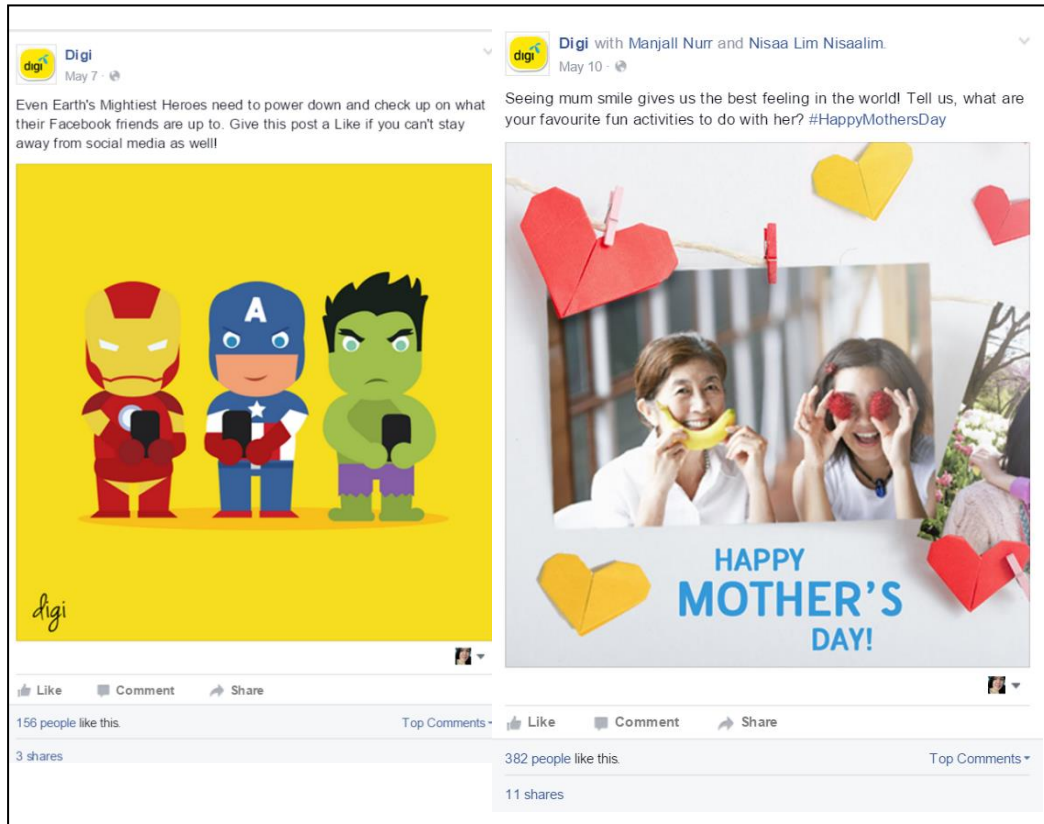 digi
Digi
May 7 ·
Even Earth's Mightiest Heroes need to power down and check up on what
their Facebook friends are up to. Give this post a Like if you can't stay
away from social media as well!
A
digi
Like Comment Share
156 people like this. Top Comments
3 shares
digi
Digi with Manjall Nurr and Nisaa Lim Nisaalim.
May 10 ·
Seeing mum smile gives us the best feeling in the world! Tell us, what are
your favourite fun activities to do with her? #HappyMothersDay
HAPPY
MOTHER'S
DAY!
Like Comment Share
382 people like this. Top Comments
11 shares